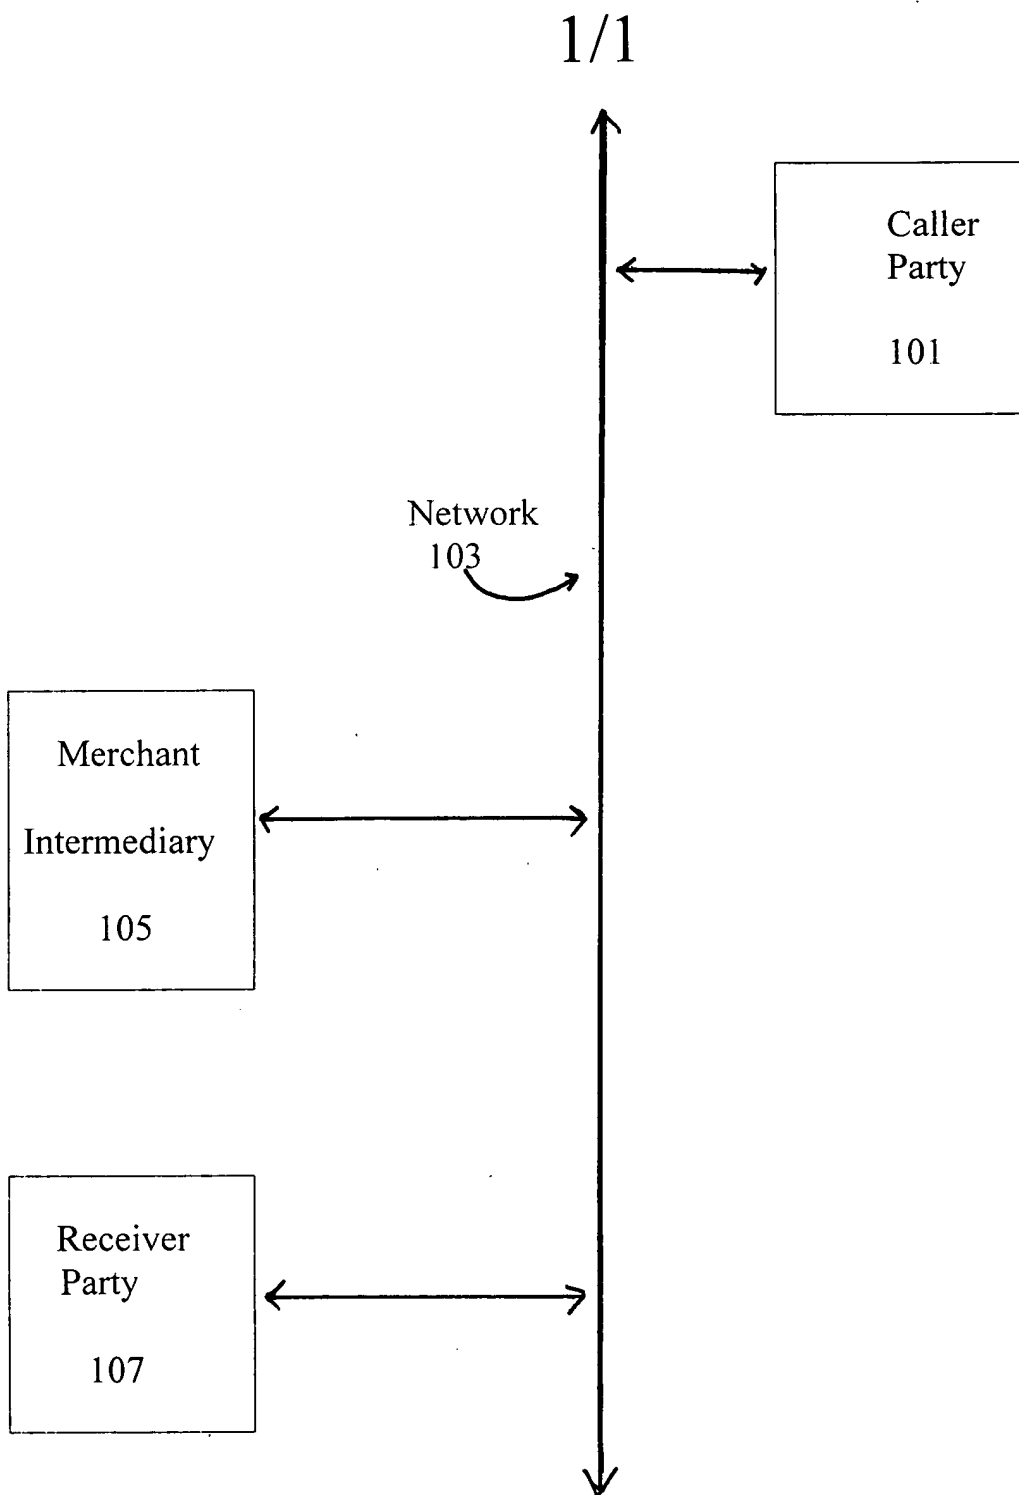 1/1
Caller
Party
101
Network
103
Merchant
Intermediary
105
Receiver
Party
107